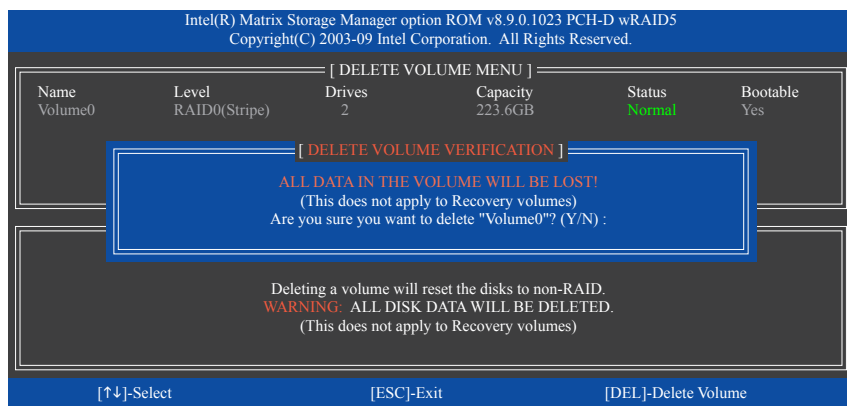 Intel(R) Matrix Storage Manager option ROM v8.9.0.1023 PCH-D wRAID5
Copyright(C) 2003-09 Intel Corporation. All Rights Reserved.
[ DELETE VOLUME MENU ]
Name Level Drives Capacity Status Bootable
Volume0 RAID0(Stripe) 2 223.6GB Normal Yes
[ DELETE VOLUME VERIFICATION ]
ALL DATA IN THE VOLUME WILL BE LOST!
(This does not apply to Recovery volumes)
Are you sure you want to delete "Volume0"? (Y/N) :
Deleting a volume will reset the disks to non-RAID.
WARNING: ALL DISK DATA WILL BE DELETED.
(This does not apply to Recovery volumes)
[↑↓]-Select [ESC]-Exit [DEL]-Delete Volume